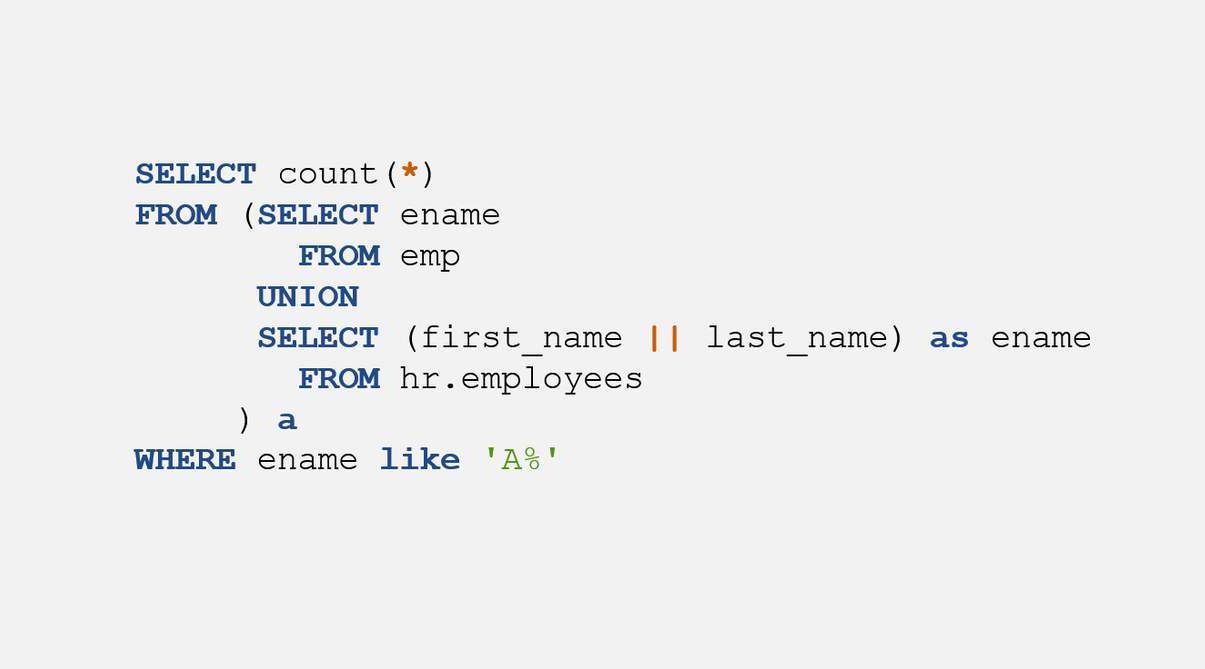 SELECT count(*)
FROM (SELECT ename
FROM emp
UNION
SELECT (first_name || last_name) as ename
FROM hr.employees
) a
WHERE ename like 'A%'